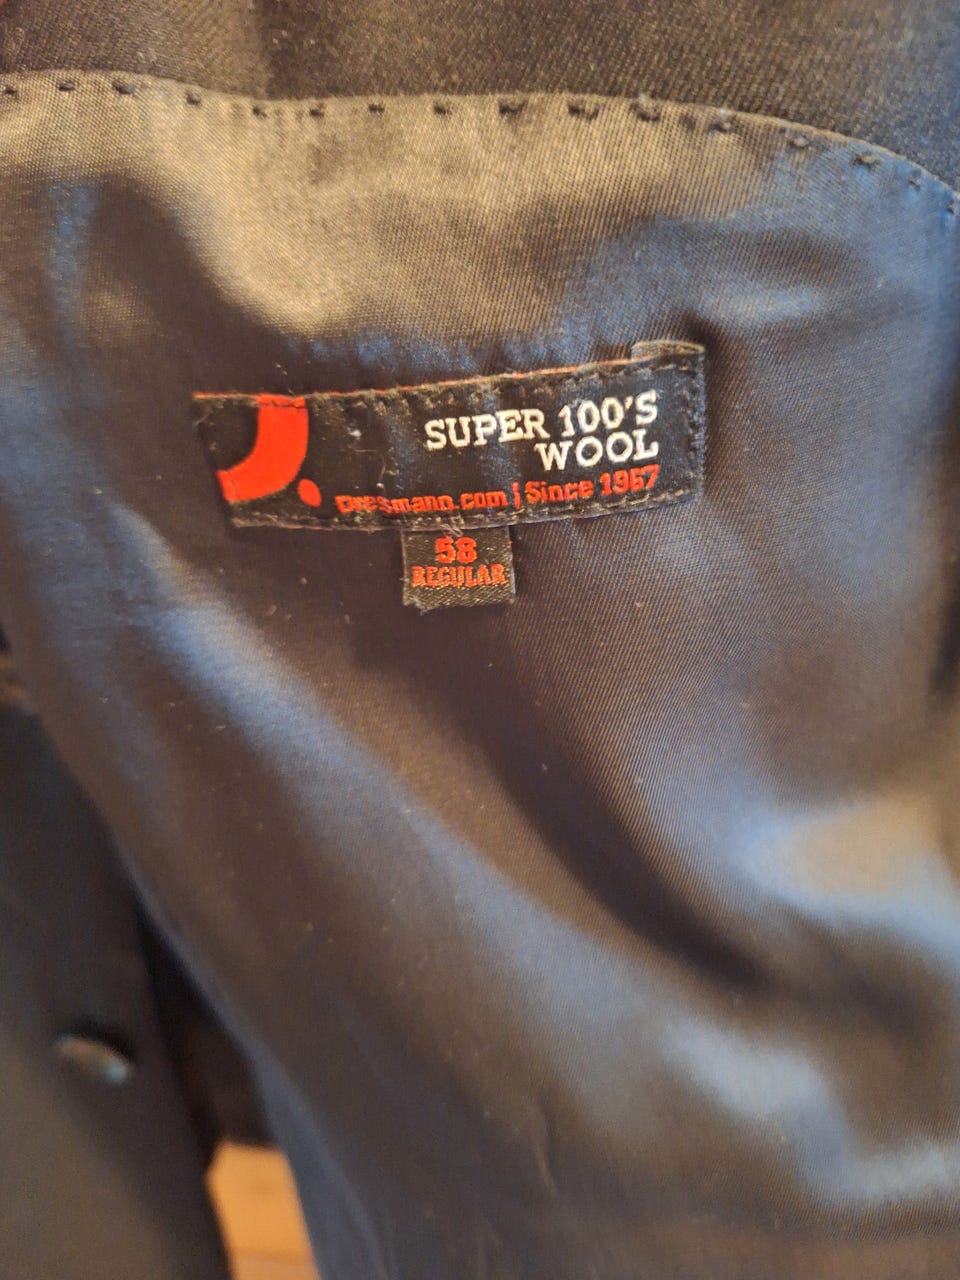 SUPER 100'S
WOOL
Dressmann.com | Since 1967
58
REGULAR